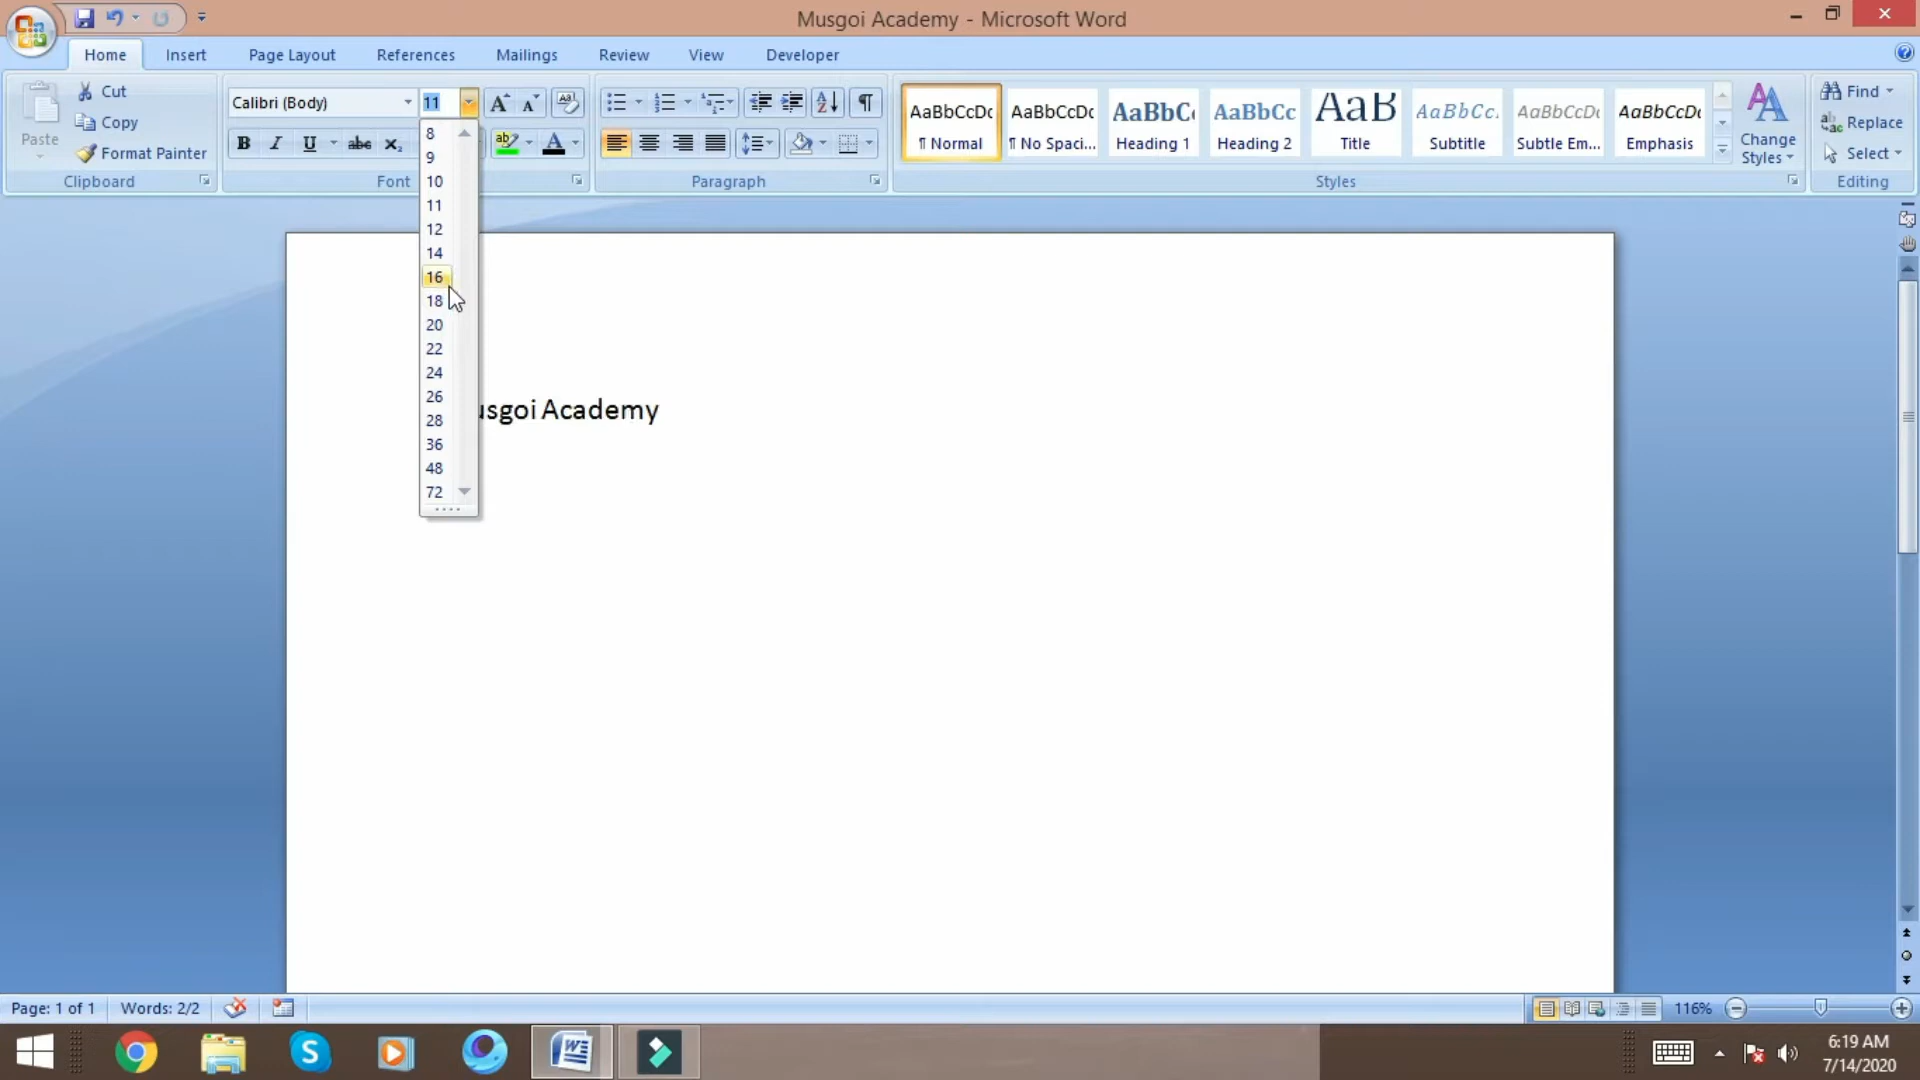 Musgoi Academy - Microsoft Word
Home Insert Page Layout References Mailings Review View Developer
Paste
Cut
Copy
Format Painter
Clipboard
Calibri (Body) 11
B I U abc X₂
Font
8
9
10
11
12
14
16
18
20
22
24
26
28
36
48
72
Paragraph
AaBbCcDc AaBbCcDc AaBbC AaBbCc AaB AaBbCc. AaBbCcDc AaBbCcDc
¶ Normal ¶ No Spaci... Heading 1 Heading 2 Title Subtitle Subtle Em... Emphasis
Change
Styles
Styles
Find
Replace
Select
Editing
usgoi Academy
Page: 1 of 1 Words: 2/2 116%
6:19 AM
7/14/2020